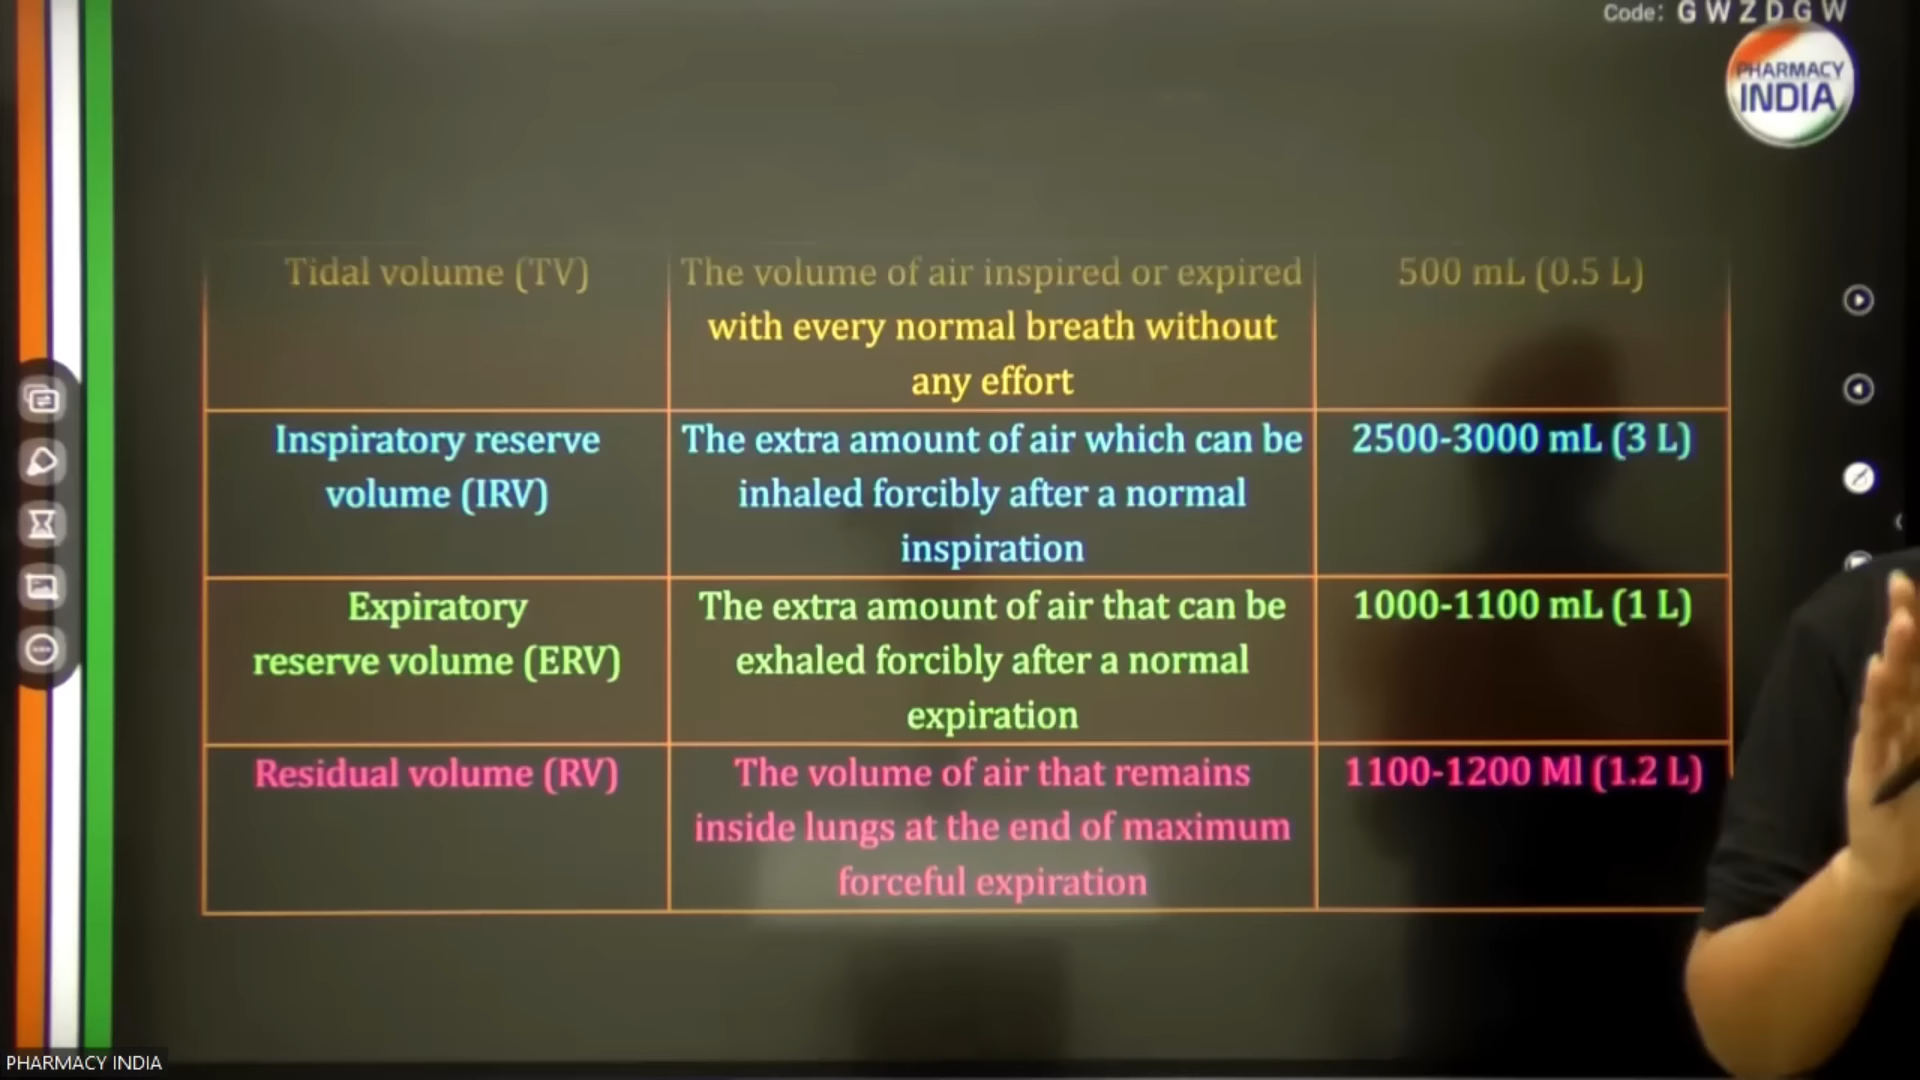 Code: GWZDGW
PHARMACY
INDIA
Tidal volume (TV)
The volume of air inspired or expired
with every normal breath without
any effort
500 mL (0.5 L)
Inspiratory reserve
volume (IRV)
The extra amount of air which can be
inhaled forcibly after a normal
inspiration
2500-3000 mL (3 L)
Expiratory
reserve volume (ERV)
The extra amount of air that can be
exhaled forcibly after a normal
expiration
1000-1100 mL (1 L)
Residual volume (RV)
The volume of air that remains
inside lungs at the end of maximum
forceful expiration
1100-1200 Ml (1.2 L)
PHARMACY INDIA